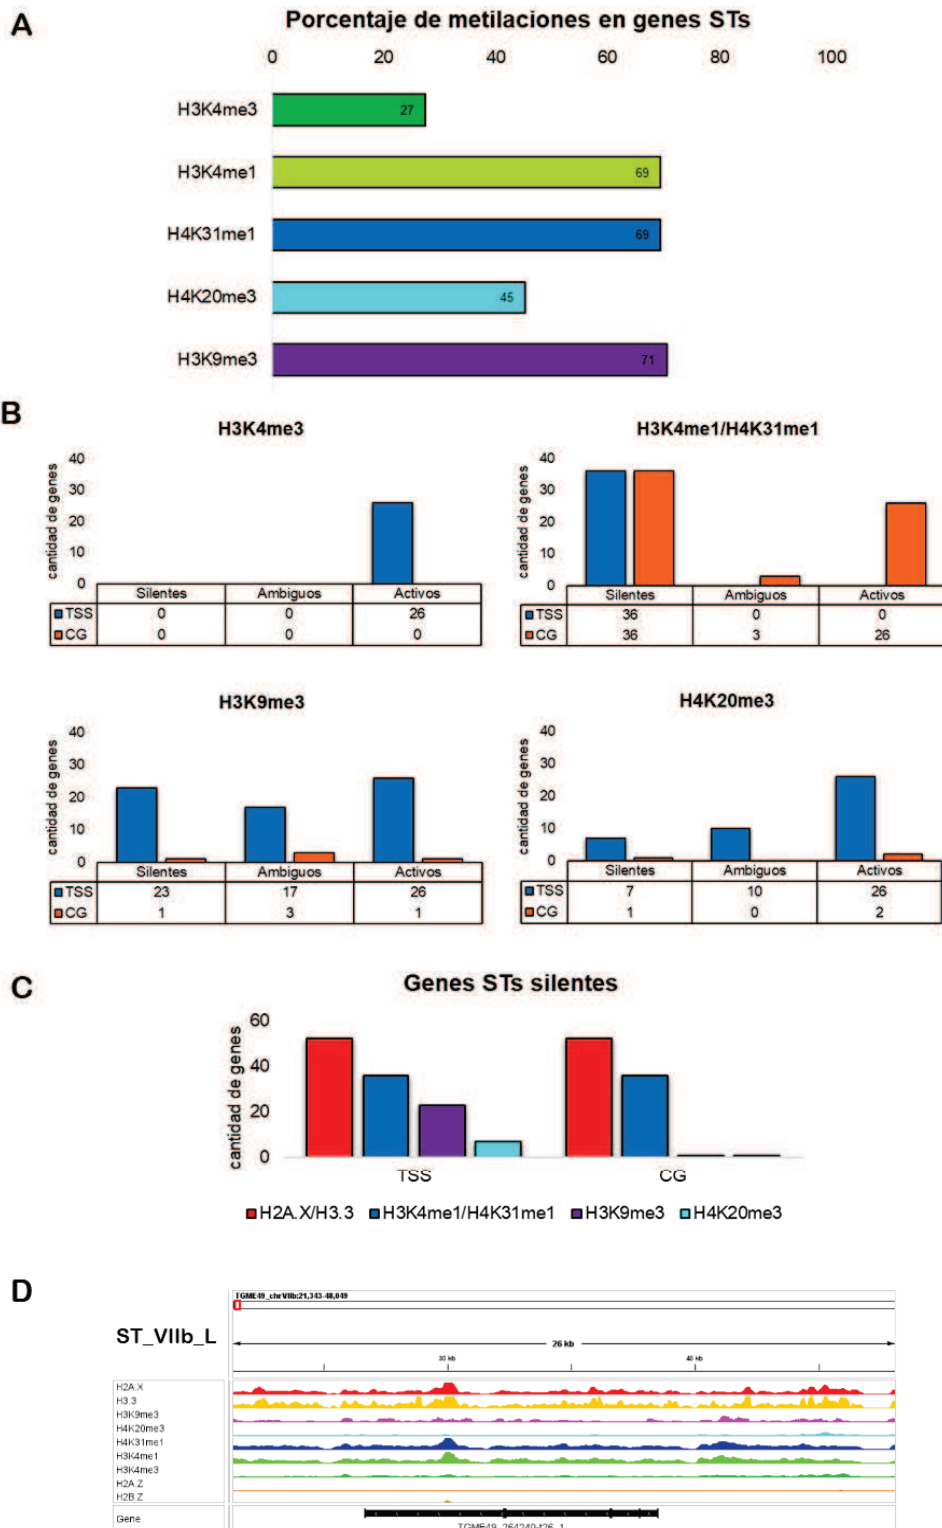 A
Porcentaje de metilaciones en genes STs
0 20 40 60 80 100
H3K4me3 27
H3K4me1 69
H4K31me1 69
H4K20me3 45
H3K9me3 71
B
H3K4me3
cantidad de genes
40
30
20
10
0
Silentes Ambiguos Activos
TSS 0 0 26
CG 0 0 0
H3K4me1/H4K31me1
cantidad de genes
40
30
20
10
0
Silentes Ambiguos Activos
TSS 36 0 0
CG 36 3 26
H3K9me3
cantidad de genes
40
30
20
10
0
Silentes Ambiguos Activos
TSS 23 17 26
CG 1 3 1
H4K20me3
cantidad de genes
40
30
20
10
0
Silentes Ambiguos Activos
TSS 7 10 26
CG 1 0 2
C
Genes STs silentes
cantidad de genes
60
40
20
0
TSS CG
H2A.X/H3.3 H3K4me1/H4K31me1 H3K9me3 H4K20me3
D
TGME49_chrVIIb:21,343-48,049
ST_VIIb_L
26 kb
30 kb 40 kb
H2A.X
H3.3
H3K9me3
H4K20me3
H4K31me1
H3K4me1
H3K4me3
H2A.Z
H2B.Z
Gene
TGME49_264240-t26_1